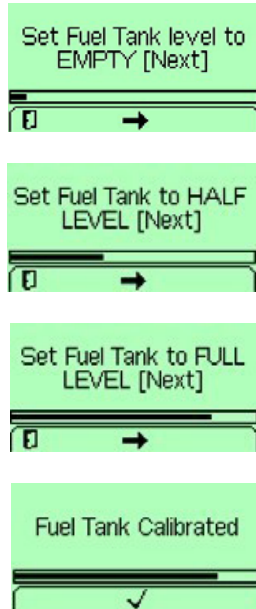 Set Fuel Tank level to
EMPTY [Next]
Set Fuel Tank to HALF
LEVEL [Next]
Set Fuel Tank to FULL
LEVEL [Next]
Fuel Tank Calibrated